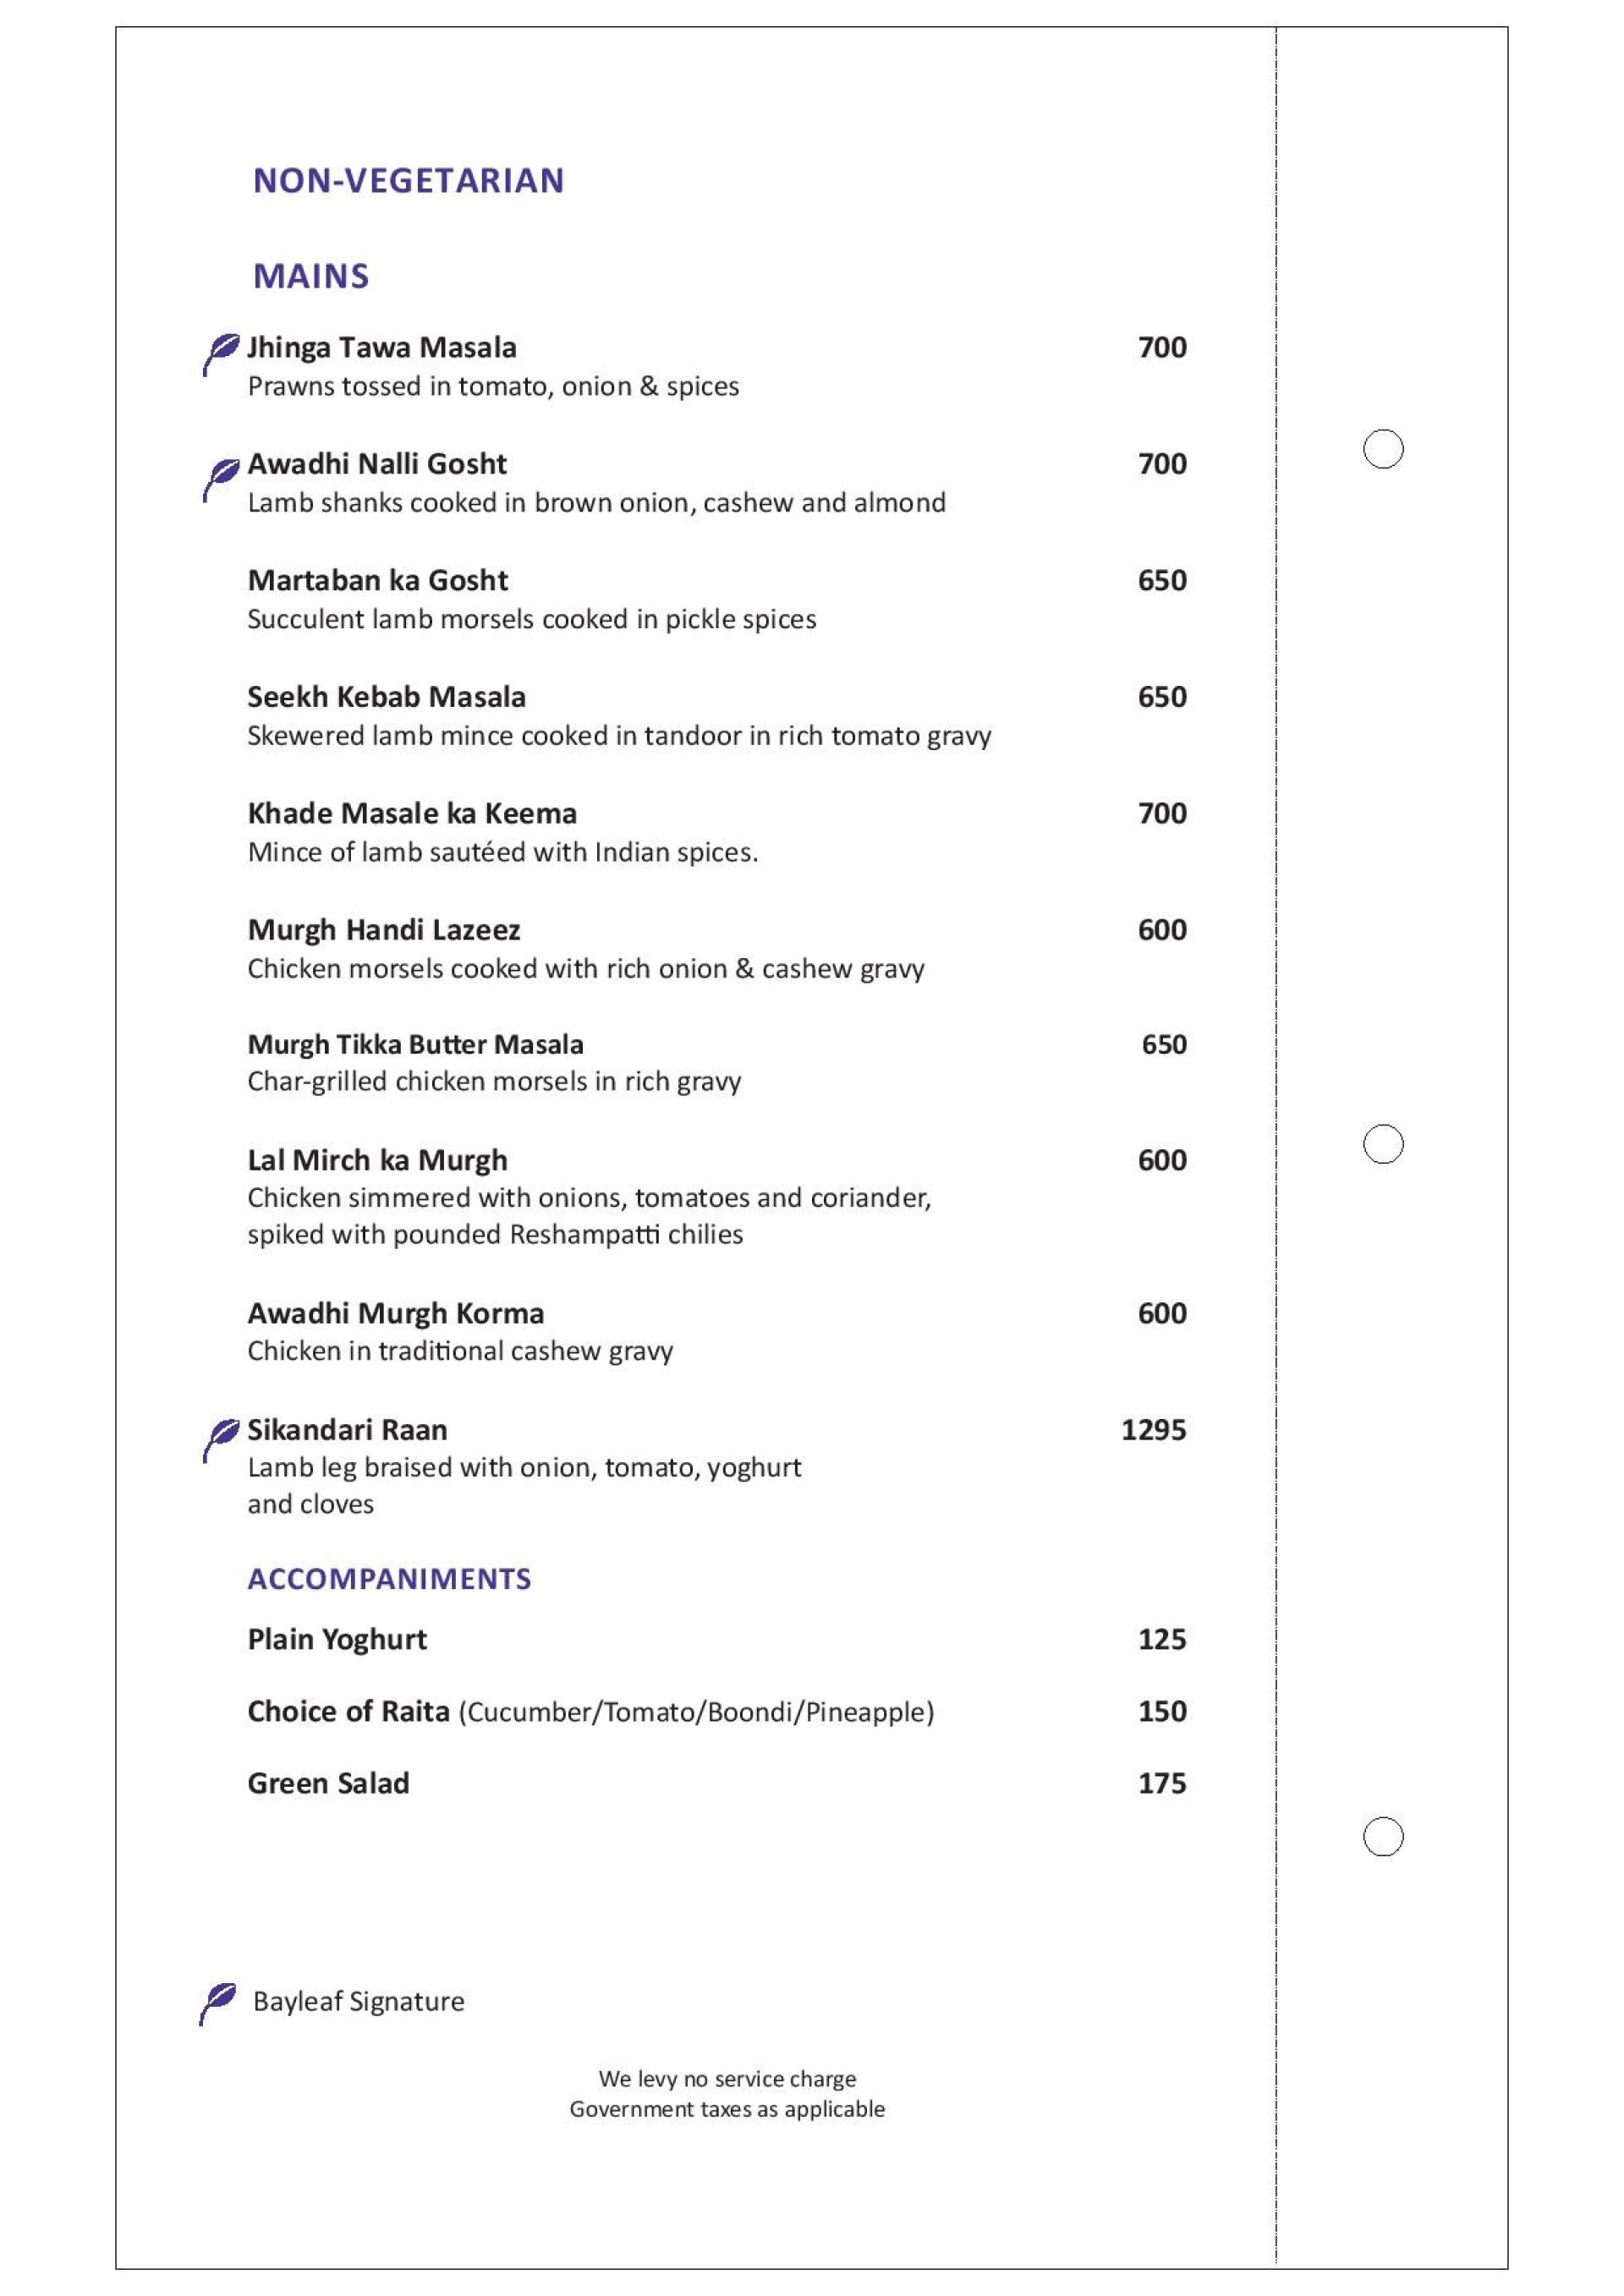 NON-VEGETARIAN
MAINS
Jhinga Tawa Masala 700
Prawns tossed in tomato, onion & spices
Awadhi Nalli Gosht 700
Lamb shanks cooked in brown onion, cashew and almond
Martaban ka Gosht 650
Succulent lamb morsels cooked in pickle spices
Seekh Kebab Masala 650
Skewered lamb mince cooked in tandoor in rich tomato gravy
Khade Masale ka Keema 700
Mince of lamb sautéed with Indian spices.
Murgh Handi Lazeez 600
Chicken morsels cooked with rich onion & cashew gravy
Murgh Tikka Butter Masala 650
Char-grilled chicken morsels in rich gravy
Lal Mirch ka Murgh 600
Chicken simmered with onions, tomatoes and coriander,
spiked with pounded Reshampatti chilies
Awadhi Murgh Korma 600
Chicken in traditional cashew gravy
Sikandari Raan 1295
Lamb leg braised with onion, tomato, yoghurt
and cloves
ACCOMPANIMENTS
Plain Yoghurt 125
Choice of Raita (Cucumber/Tomato/Boondi/Pineapple) 150
Green Salad 175
Bayleaf Signature
We levy no service charge
Government taxes as applicable